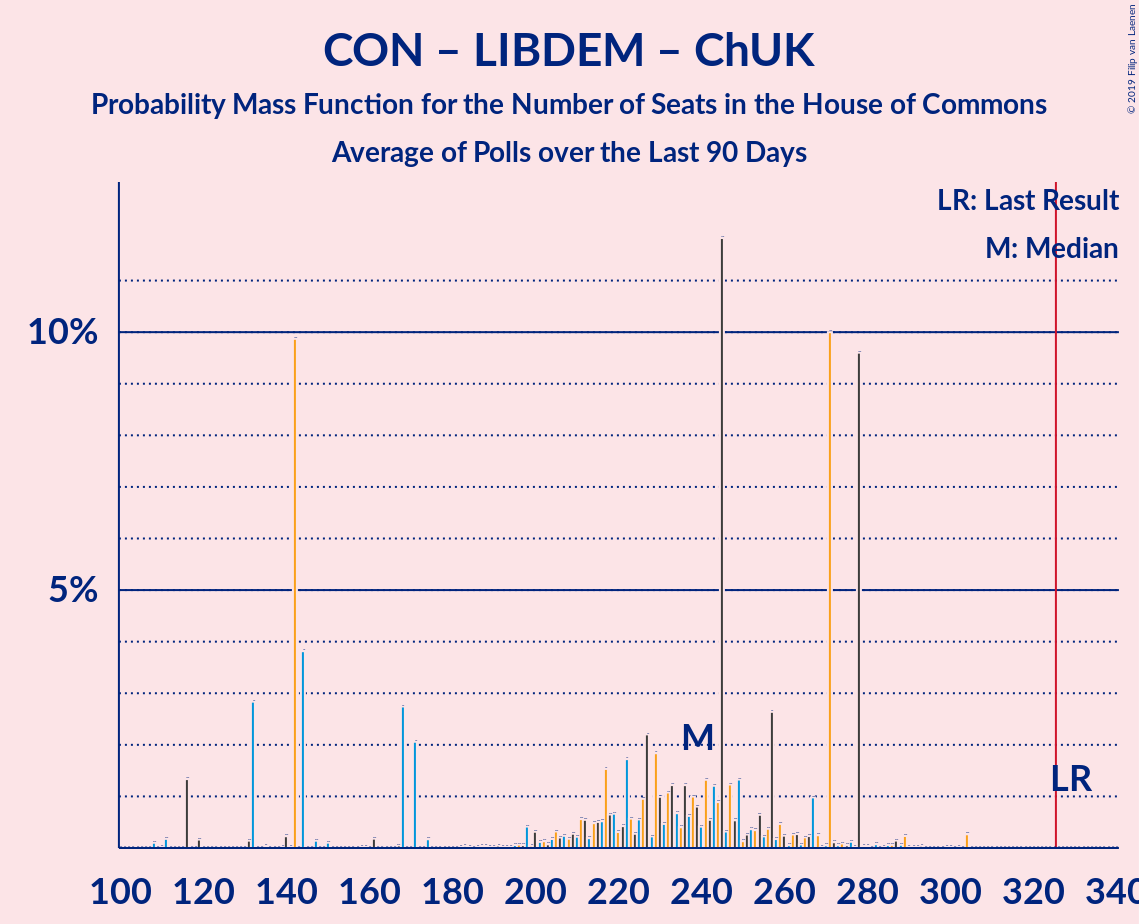 CON – LIBDEM – ChUK
Probability Mass Function for the Number of Seats in the House of Commons
Average of Polls over the Last 90 Days
© 2019 Filip van Laenen
LR: Last Result
M: Median
10%
5%
M
LR
100 120 140 160 180 200 220 240 260 280 300 320 340